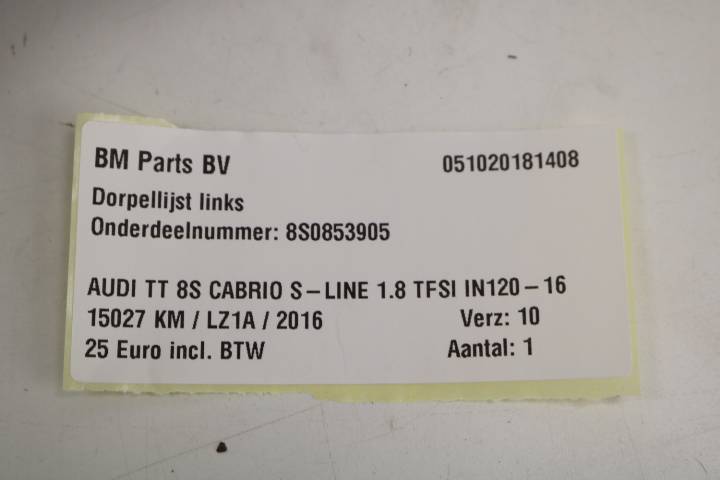 BM Parts BV 051020181408
Dorpellijst links
Onderdeelnummer: 8S0853905
AUDI TT 8S CABRIO S-LINE 1.8 TFSI IN120-16
15027 KM / LZ1A / 2016 Verz: 10
25 Euro incl. BTW Aantal: 1